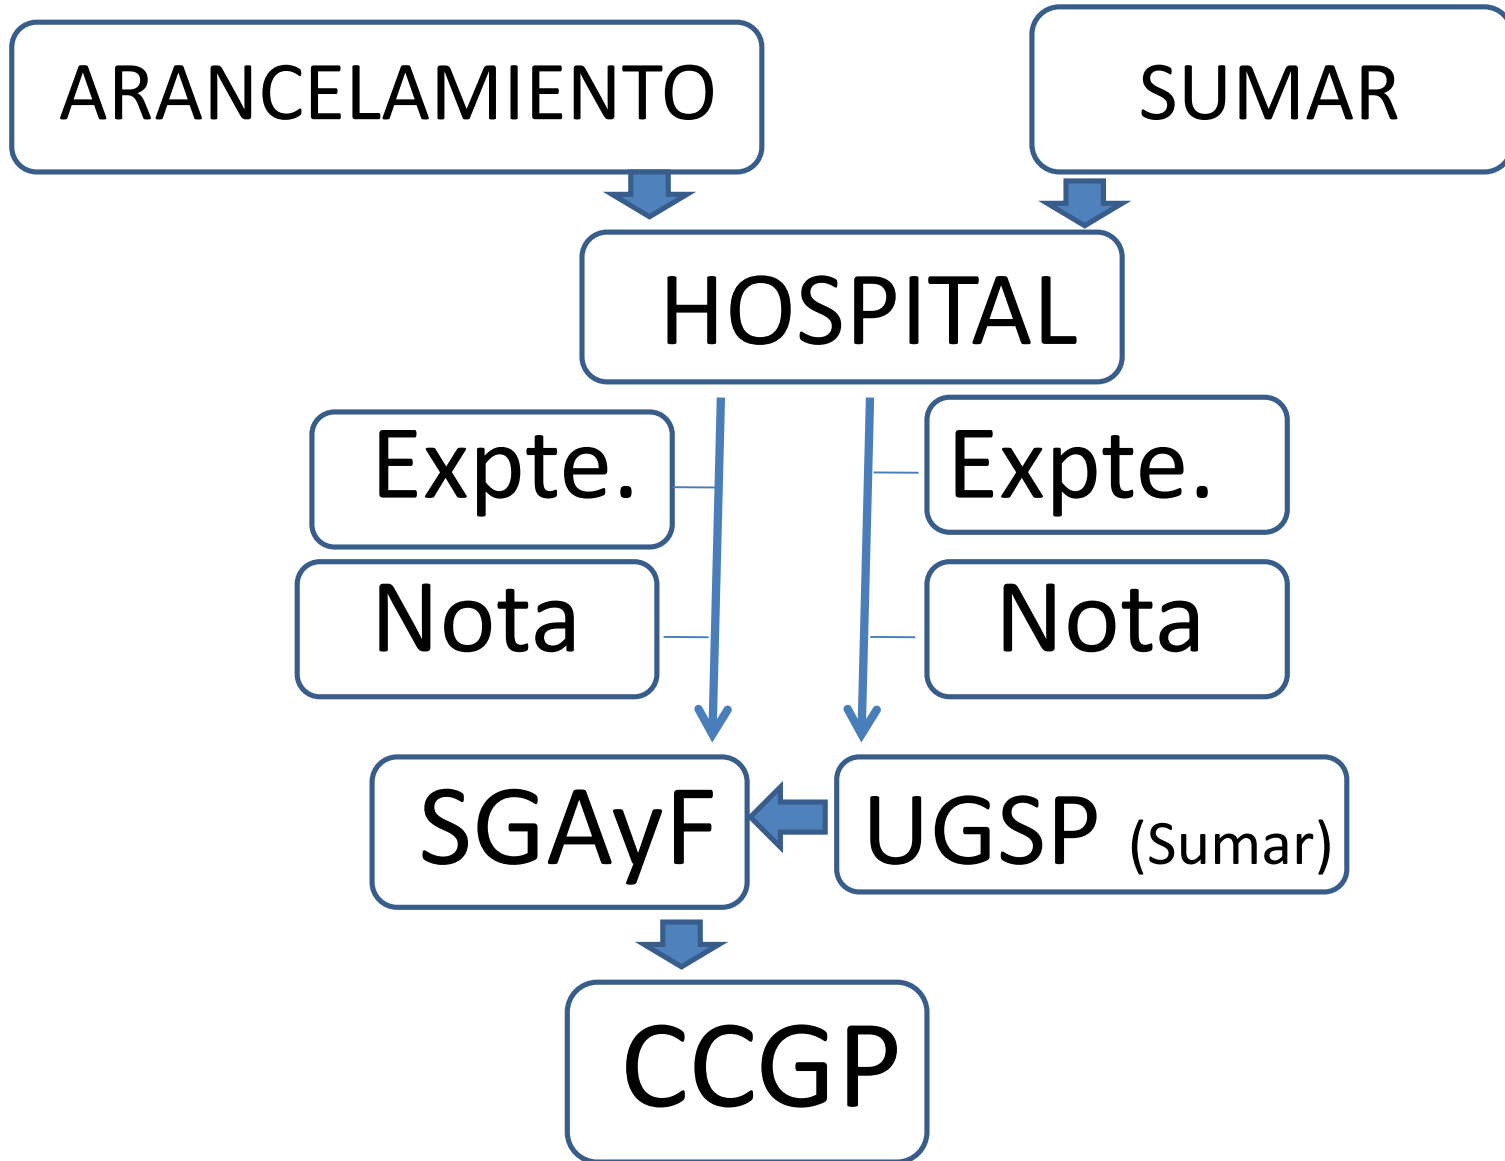 ARANCELAMIENTO
SUMAR
HOSPITAL
Expte.
Expte.
Nota
Nota
SGAyF
UGSP (Sumar)
CCGP